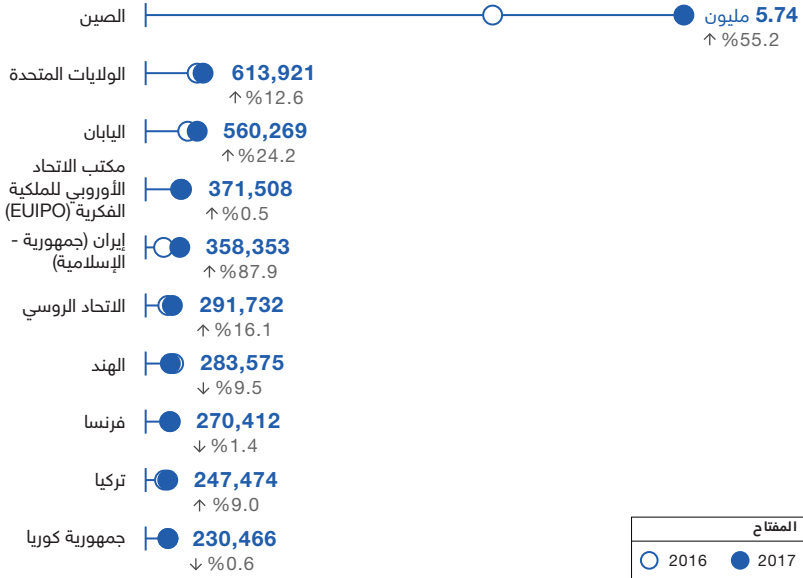 الصين
5.74 مليون
↑ %55.2
الولايات المتحدة
613,921
↑ %12.6
اليابان
560,269
↑ %24.2
مكتب الاتحاد
الأوروبي للملكية
الفكرية (EUIPO)
371,508
↑ %0.5
إيران (جمهورية -
الإسلامية)
358,353
↑ %87.9
الاتحاد الروسي
291,732
↑ %16.1
الهند
283,575
↓ %9.5
فرنسا
270,412
↓ %1.4
تركيا
247,474
↑ %9.0
جمهورية كوريا
230,466
↓ %0.6
المفتاح
2016 2017